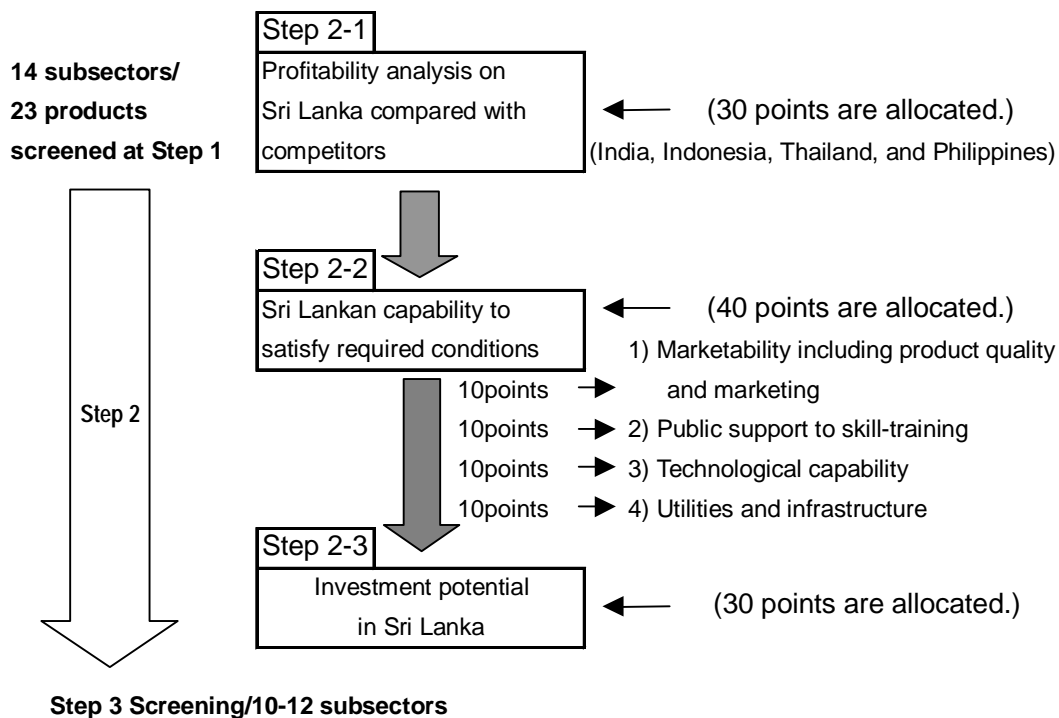 Step 2-1
14 subsectors/
23 products
screened at Step 1
Profitability analysis on
Sri Lanka compared with
competitors
(30 points are allocated.)
(India, Indonesia, Thailand, and Philippines)
Step 2-2
Sri Lankan capability to
satisfy required conditions
(40 points are allocated.)
1) Marketability including product quality
10points
and marketing
10points
2) Public support to skill-training
10points
3) Technological capability
10points
4) Utilities and infrastructure
Step 2
Step 2-3
Investment potential
in Sri Lanka
(30 points are allocated.)
Step 3 Screening/10-12 subsectors